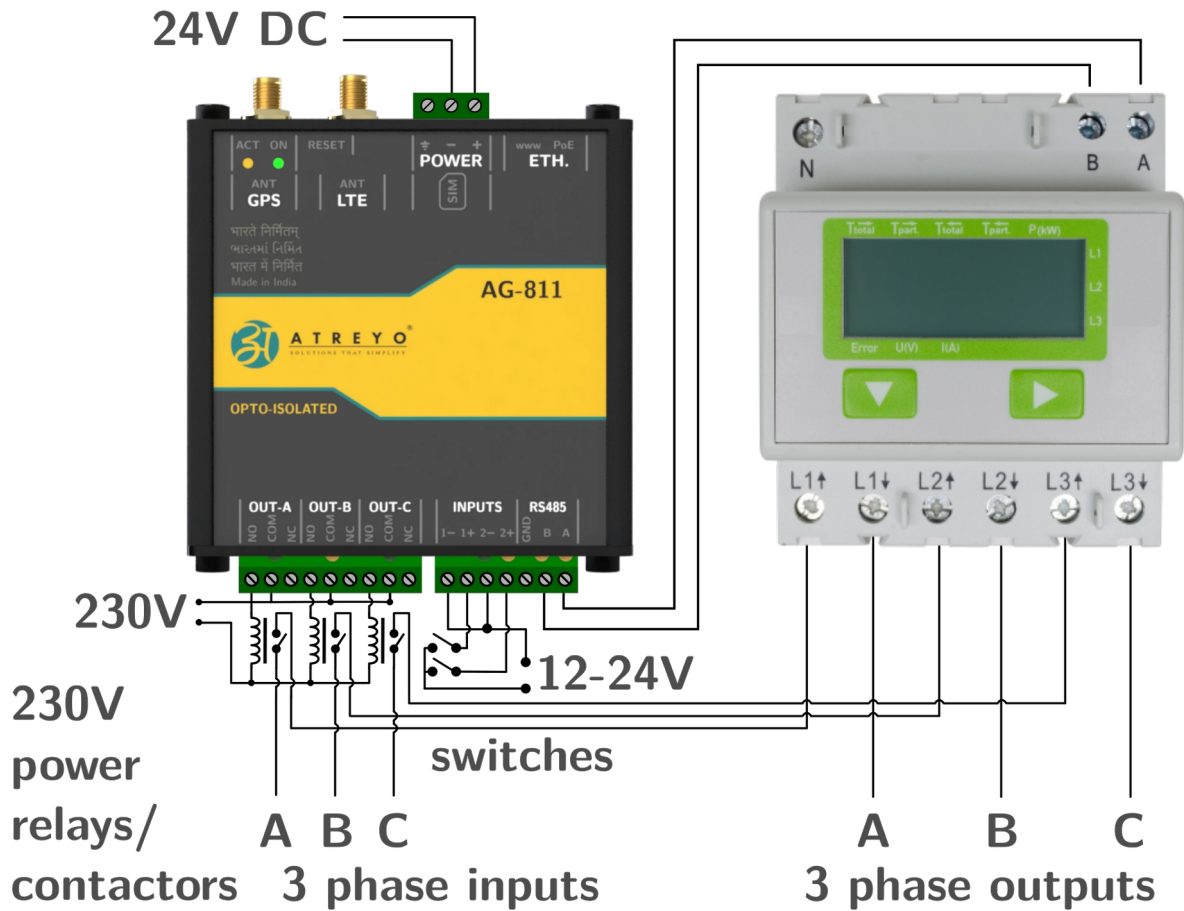 24V DC
ACT ON
RESET
POWER
www PoE
ETH.
ANT
GPS
ANT
LTE
SIM
भारते निर्मितम्
ભારતમાં નિર્મિત
भारत में निर्मित
Made in India
AG-811
ATREYO®
SOLUTIONS THAT SIMPLIFY
OPTO-ISOLATED
OUT-A OUT-B OUT-C INPUTS RS485
NO COM NC NO COM NC NO COM NC 1− 1+ 2− 2+ GND B A
N B A
Ttotal Tpart. Ttotal Tpart. P(kW)
L1
L2
L3
Error U(V) I(A)
L1↑ L1↓ L2↑ L2↓ L3↑ L3↓
230V
12-24V
switches
230V
power
relays/
contactors
A B C
3 phase inputs
A B C
3 phase outputs